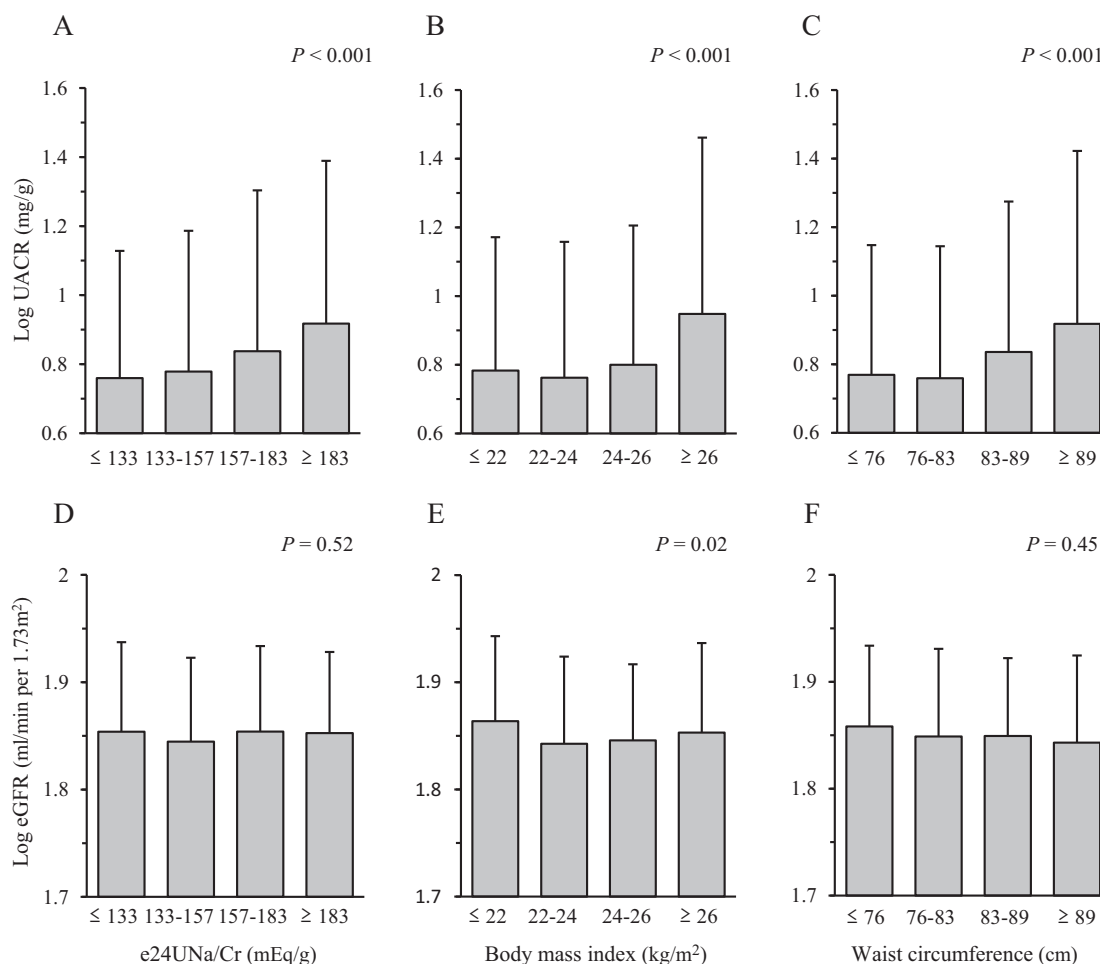 A
B
C
P < 0.001
P < 0.001
P < 0.001
Log UACR (mg/g)
1.6
1.4
1.2
1
0.8
0.6
≤ 133 133-157 157-183 ≥ 183
1.6
1.4
1.2
1
0.8
0.6
≤ 22 22-24 24-26 ≥ 26
1.6
1.4
1.2
1
0.8
0.6
≤ 76 76-83 83-89 ≥ 89
D
E
F
P = 0.52
P = 0.02
P = 0.45
Log eGFR (ml/min per 1.73m²)
2
1.9
1.8
1.7
≤ 133 133-157 157-183 ≥ 183
e24UNa/Cr (mEq/g)
2
1.9
1.8
1.7
≤ 22 22-24 24-26 ≥ 26
Body mass index (kg/m²)
2
1.9
1.8
1.7
≤ 76 76-83 83-89 ≥ 89
Waist circumference (cm)